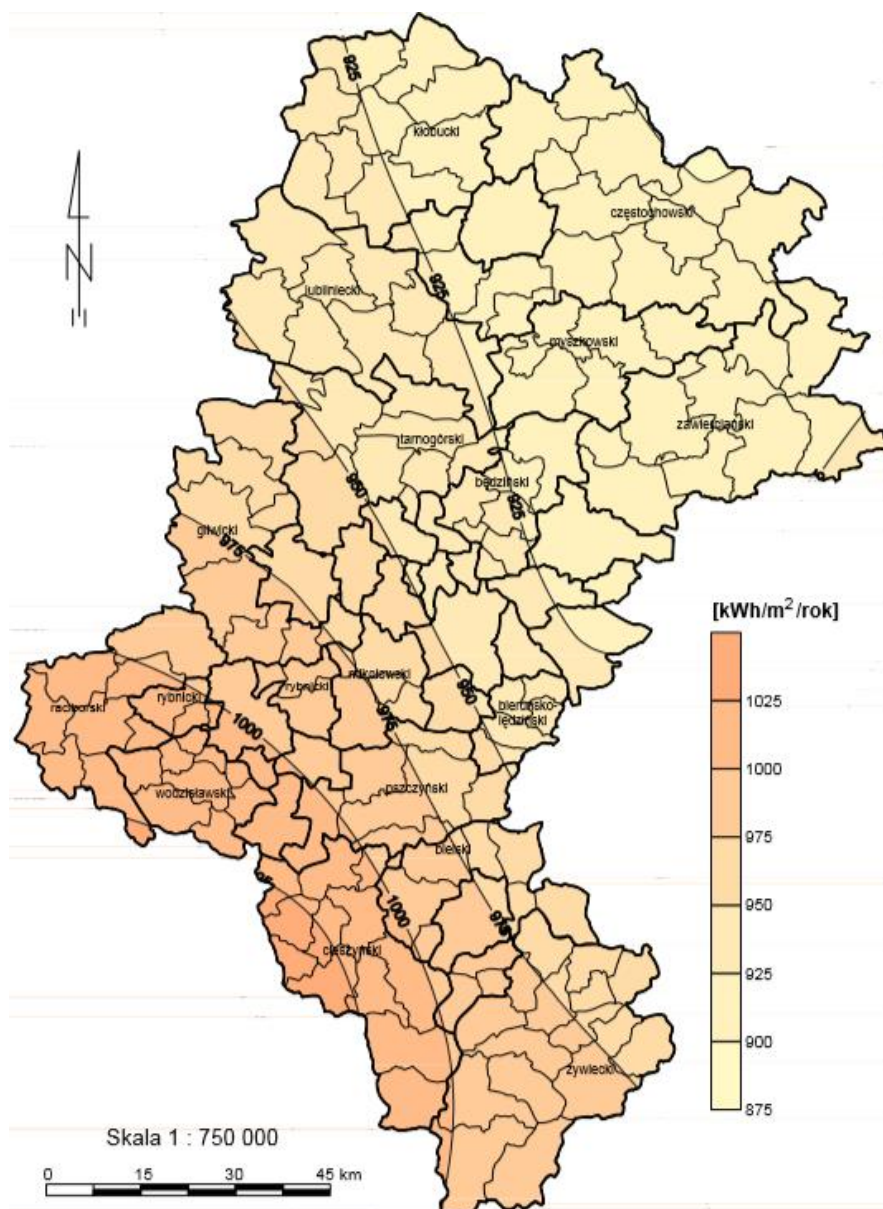 925
kłobucki
częstochowski
N
lubliniecki
925
myszkowski
zawierciański
tarnogórski
będziński
950
925
gliwicki
975
[kWh/m²/rok]
1025
1000
975
950
925
900
875
mikołowski
rybnicki
rybnicki
raciborski
950
bieruńsko-
lędziński
1000
975
wodzisławski
pszczyński
bielski
1000
975
cieszyński
żywiecki
Skala 1 : 750 000
0 15 30 45 km